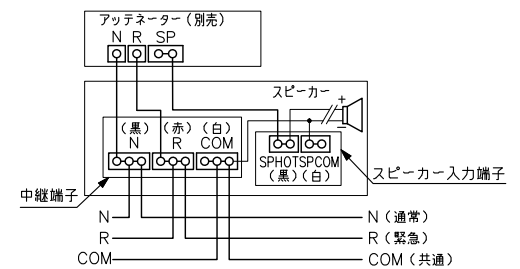 アッテネーター(別売)
N R SP
スピーカー
+
−
(黒) (赤) (白)
N R COM
SPHOT SPCOM
(黒)(白)
中継端子
スピーカー入力端子
N N(通常)
R R(緊急)
COM COM(共通)